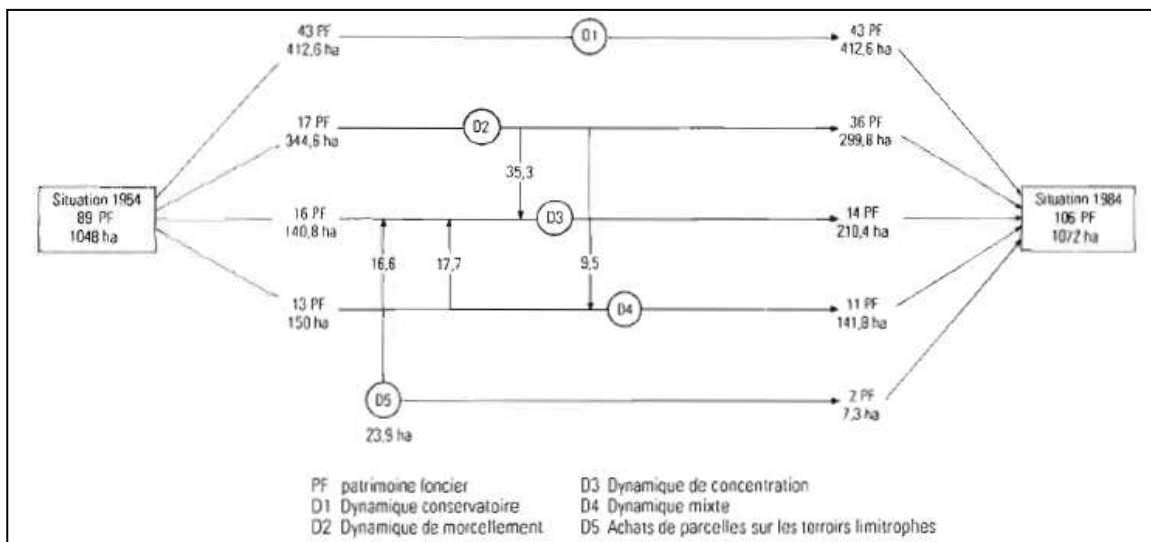 43 PF
412,6 ha
D1
43 PF
412,6 ha
17 PF
344,6 ha
D2
36 PF
299,8 ha
35,3
Situation 1954
89 PF
1048 ha
16 PF
140,8 ha
D3
14 PF
210,4 ha
Situation 1984
106 PF
1072 ha
16,6
17,7
9,5
13 PF
150 ha
D4
11 PF
141,8 ha
D5
23,9 ha
2 PF
7,3 ha
PF patrimoine foncier
D1 Dynamique conservatoire
D2 Dynamique de morcellement
D3 Dynamique de concentration
D4 Dynamique mixte
D5 Achats de parcelles sur les terroirs limitrophes